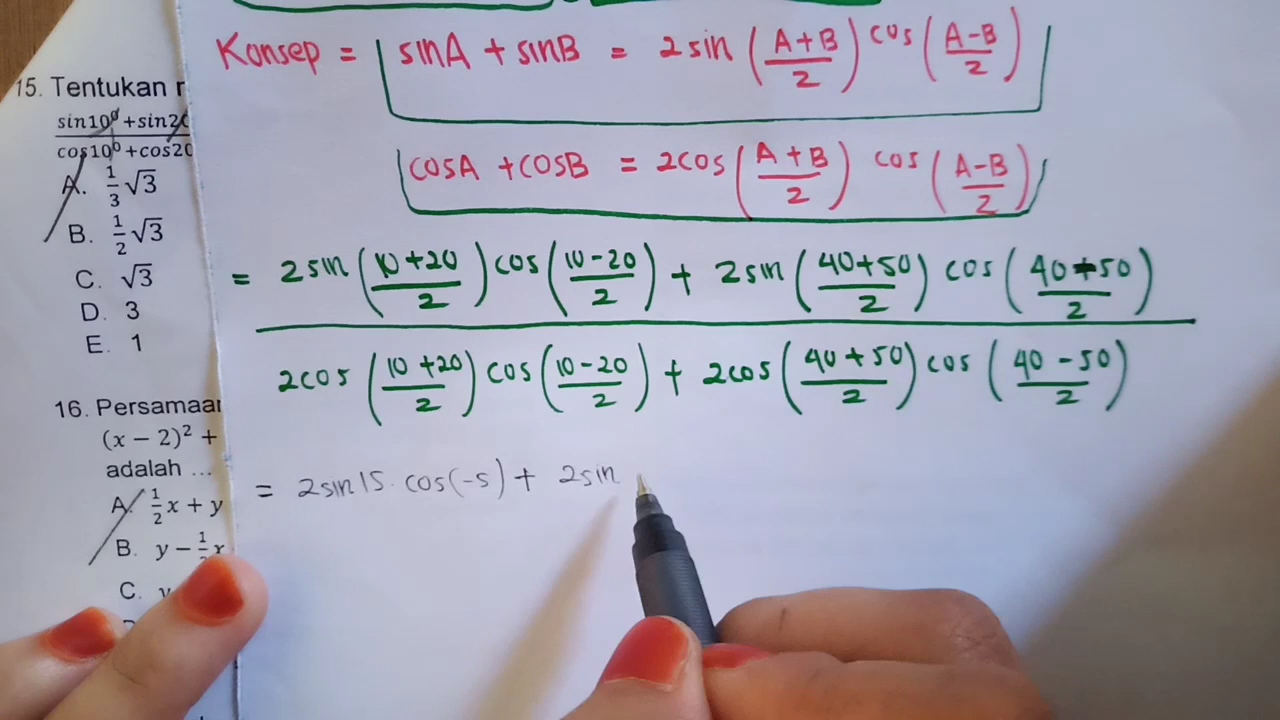 Konsep = sinA + sinB = 2sin (A+B/2) cos (A-B/2)
cosA + cosB = 2cos (A+B/2) cos (A-B/2)
= 2sin (10+20/2) cos (10-20/2) + 2sin (40+50/2) cos (40-50/2)
2cos (10+20/2) cos (10-20/2) + 2cos (40+50/2) cos (40-50/2)
= 2sin15. cos(-5) + 2sin
15. Tentukan
sin10⁰+sin2
cos10⁰+cos20
A. 1/3 √3
B. 1/2 √3
C. √3
D. 3
E. 1
16. Persamaan
(x − 2)² +
adalah ...
A. 1/2 x + y
B. y − 1/2 x
C. y